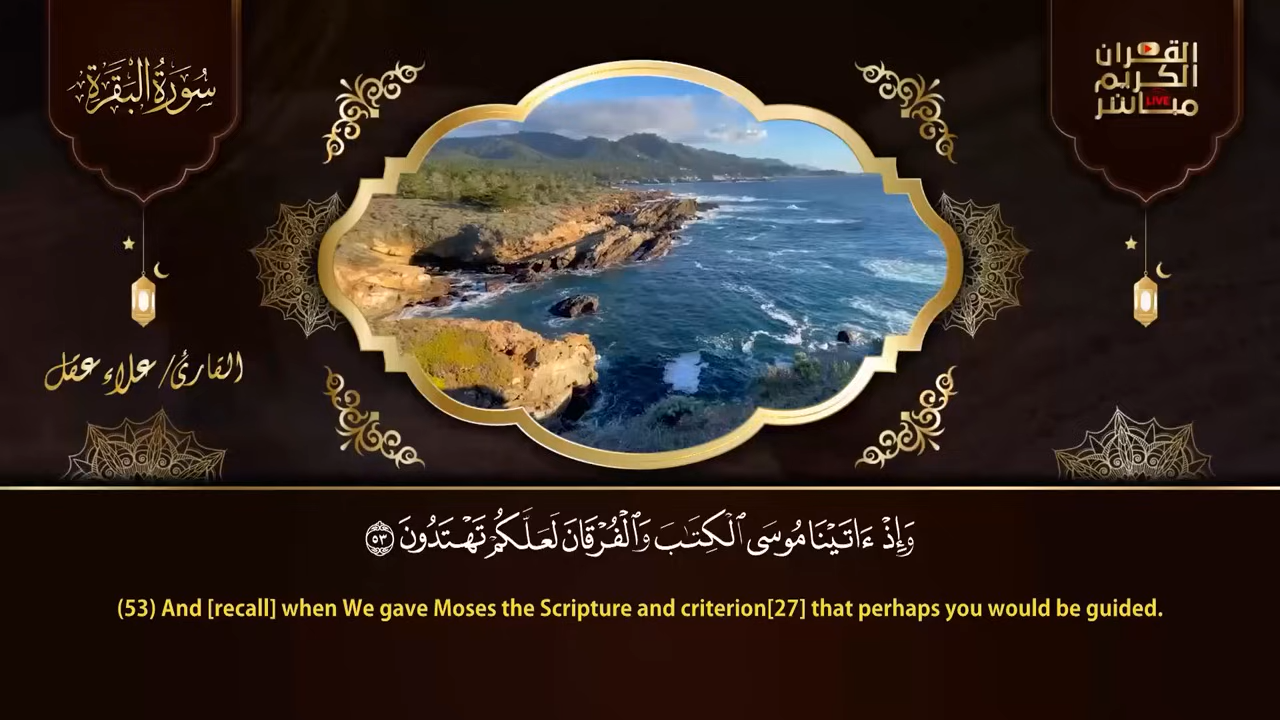 سُورَةُ البَقَرَةِ
القرآن
الكريم
مباشر
LIVE
القارئ/ علاء عقل
وَإِذْ ءَاتَيْنَا مُوسَى ٱلْكِتَٰبَ وَٱلْفُرْقَانَ لَعَلَّكُمْ تَهْتَدُونَ ٥٣
(53) And [recall] when We gave Moses the Scripture and criterion[27] that perhaps you would be guided.